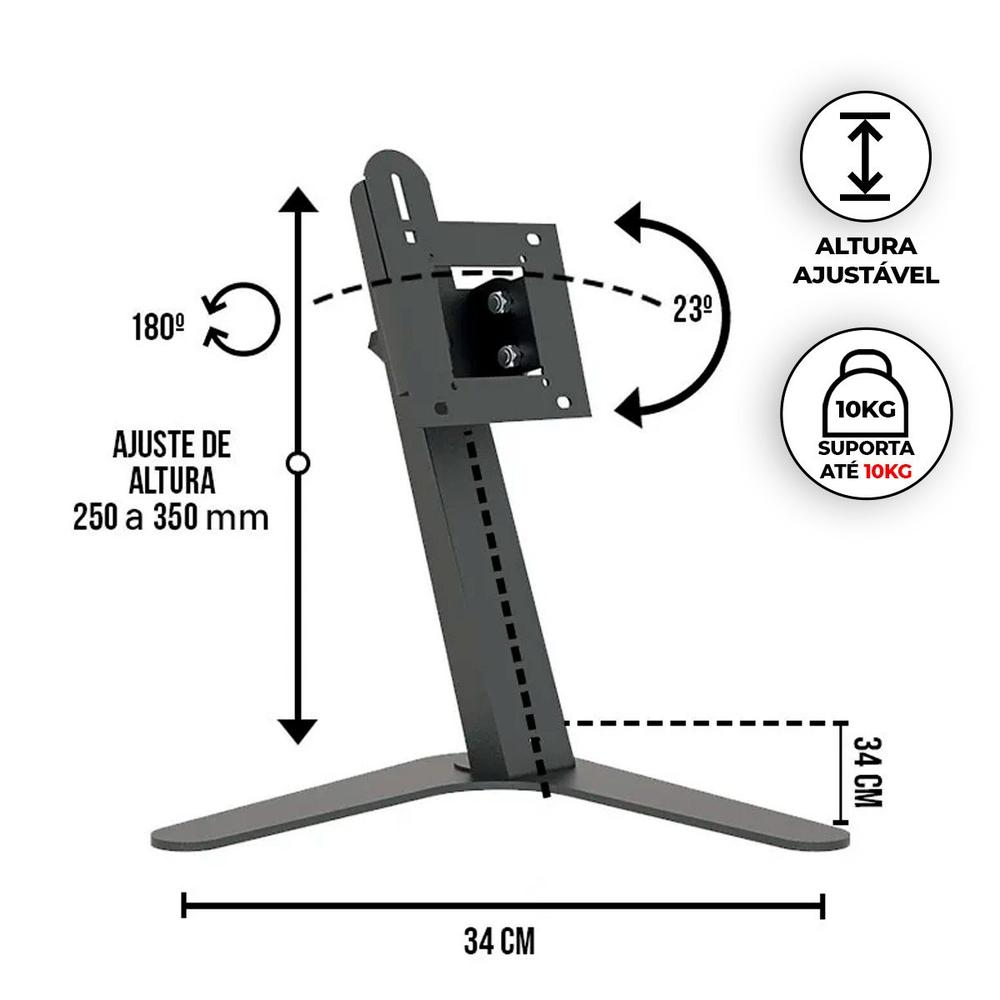 ALTURA
AJUSTÁVEL
180º
23º
10KG
SUPORTA
ATÉ 10KG
AJUSTE DE
ALTURA
250 a 350 mm
34 CM
34 CM